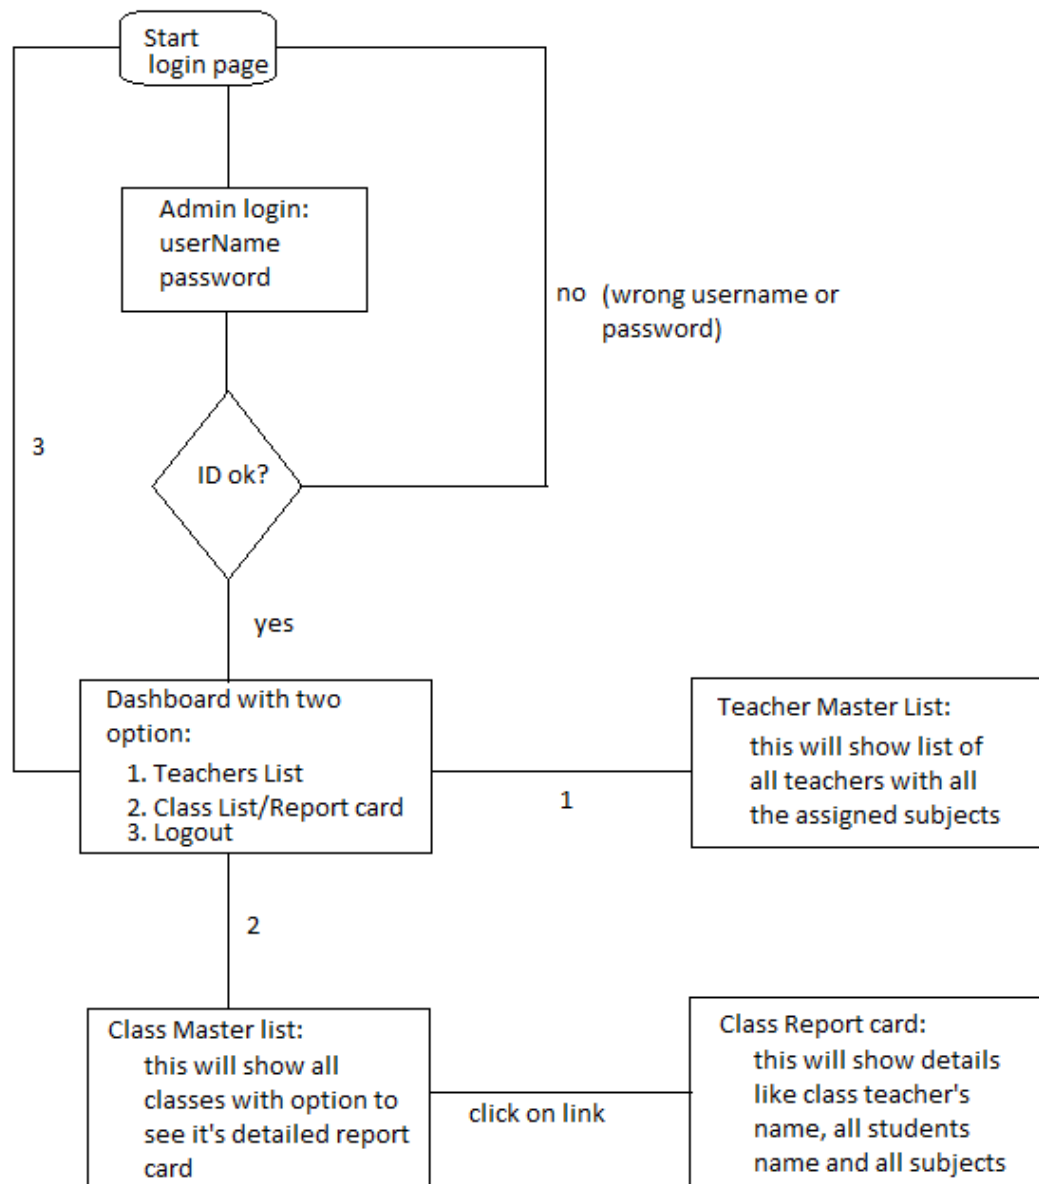 Start
login page
Admin login:
userName
password
no (wrong username or
password)
ID ok?
3
yes
Dashboard with two
option:
1. Teachers List
2. Class List/Report card
3. Logout
1
Teacher Master List:
this will show list of
all teachers with all
the assigned subjects
2
Class Master list:
this will show all
classes with option to
see it's detailed report
card
click on link
Class Report card:
this will show details
like class teacher's
name, all students
name and all subjects